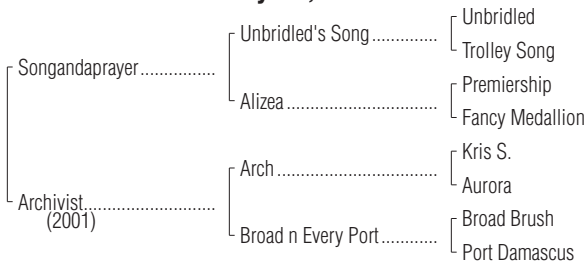 Unbridled
Unbridled's Song..............
Trolley Song
Songandaprayer................
Premiership
Alizea.................................
Fancy Medallion
Kris S.
Arch...................................
Aurora
Archivist............................
(2001)
Broad Brush
Broad n Every Port............
Port Damascus